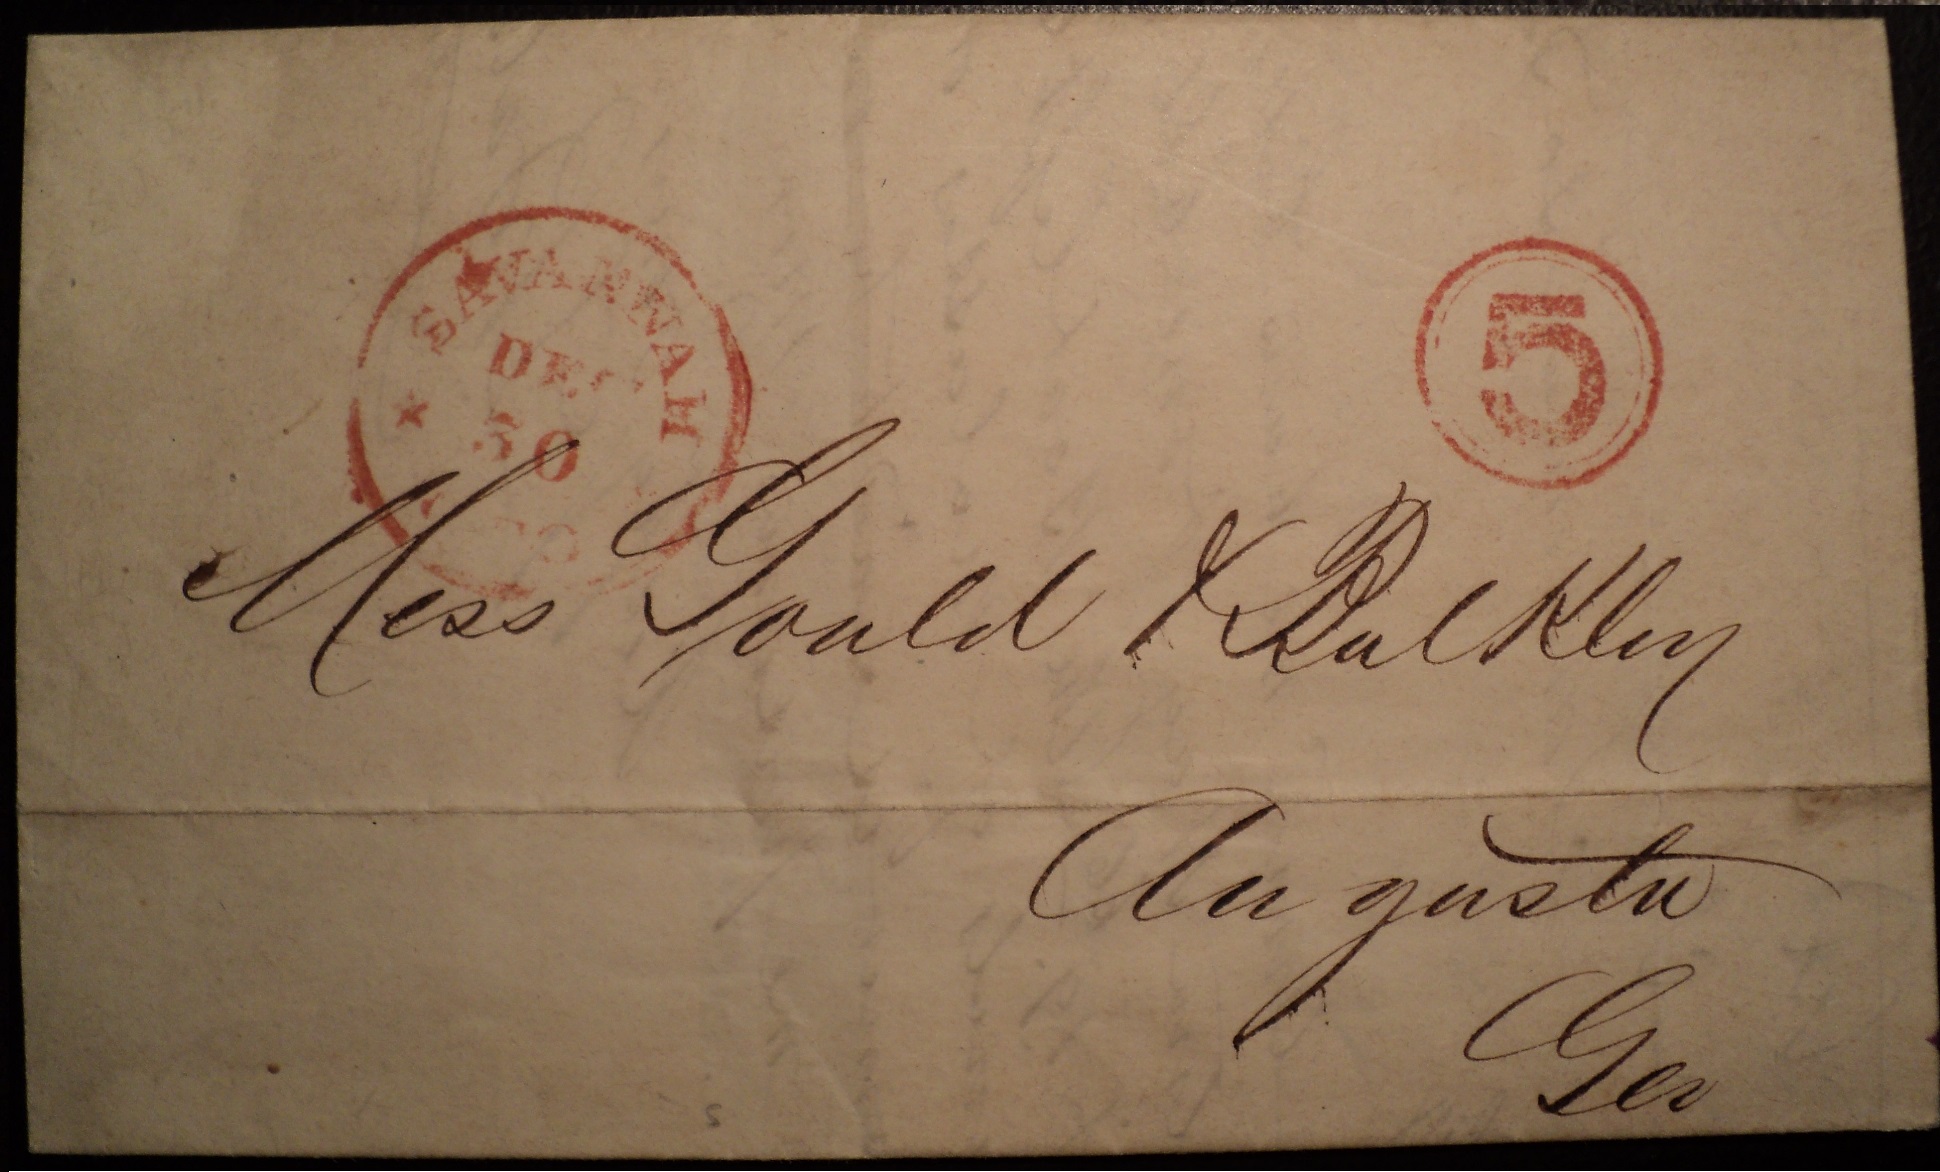 SAVANNAH
DEC
30
5
Mess Gould & Bulkley
Augusta
Geo